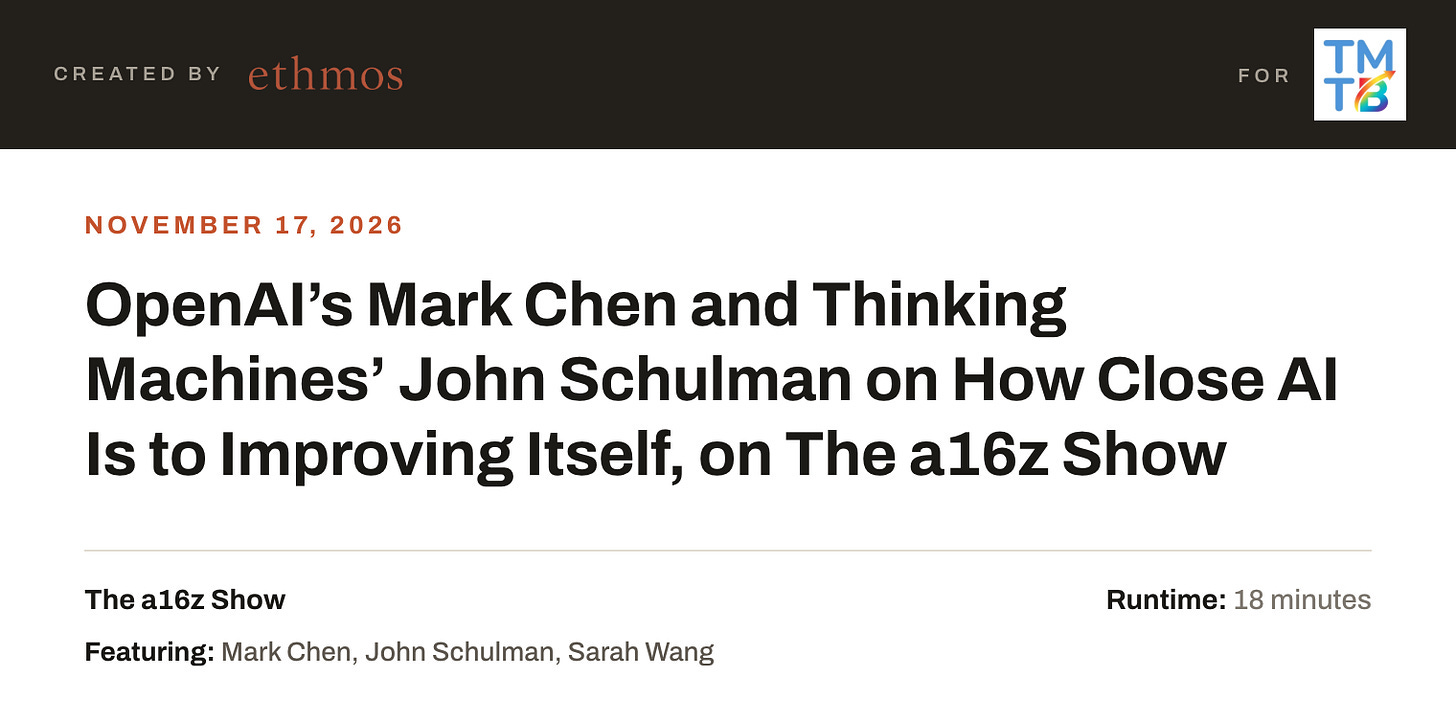 CREATED BY ethmos
FOR TMTB
NOVEMBER 17, 2026
OpenAI’s Mark Chen and Thinking
Machines’ John Schulman on How Close AI
Is to Improving Itself, on The a16z Show
The a16z Show
Runtime: 18 minutes
Featuring: Mark Chen, John Schulman, Sarah Wang